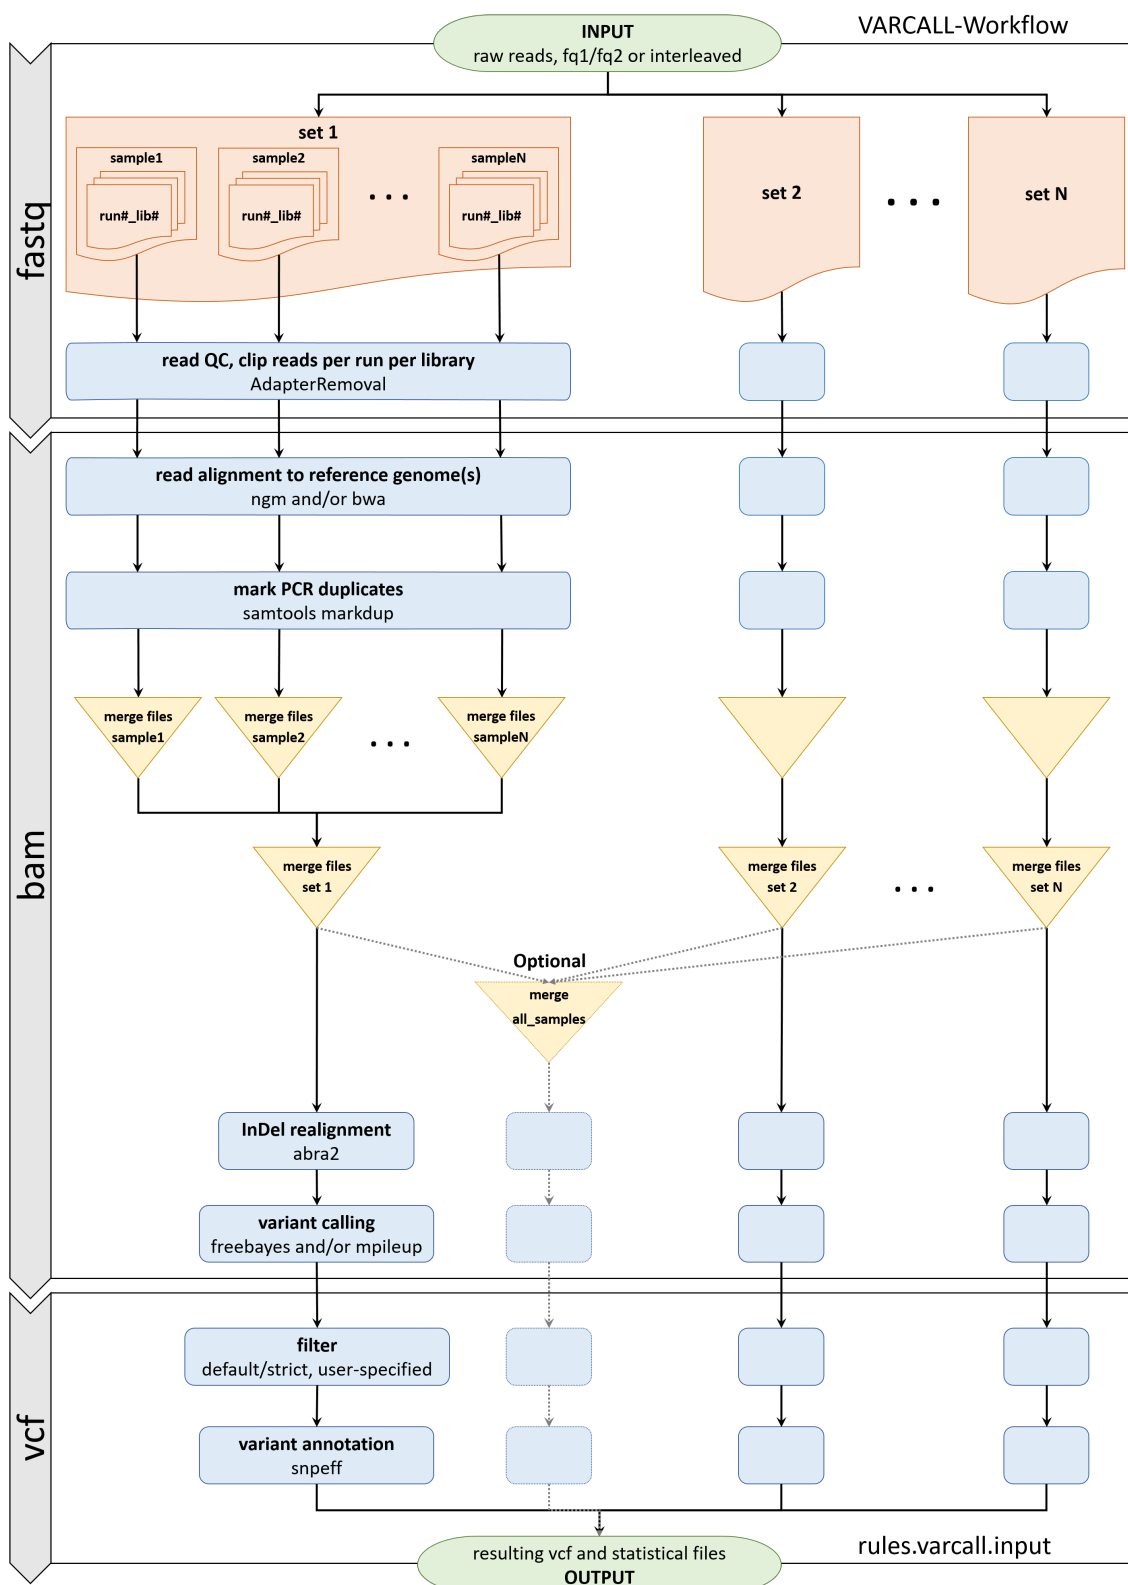 VARCALL-Workflow
INPUT
raw reads, fq1/fq2 or interleaved
fastq
set 1
sample1
sample2
sampleN
run#_lib#
run#_lib#
. . .
run#_lib#
set 2
. . .
set N
read QC, clip reads per run per library
AdapterRemoval
bam
read alignment to reference genome(s)
ngm and/or bwa
mark PCR duplicates
samtools markdup
merge files
sample1
merge files
sample2
. . .
merge files
sampleN
merge files
set 1
merge files
set 2
. . .
merge files
set N
Optional
merge
all_samples
InDel realignment
abra2
variant calling
freebayes and/or mpileup
vcf
filter
default/strict, user-specified
variant annotation
snpeff
resulting vcf and statistical files
OUTPUT
rules.varcall.input